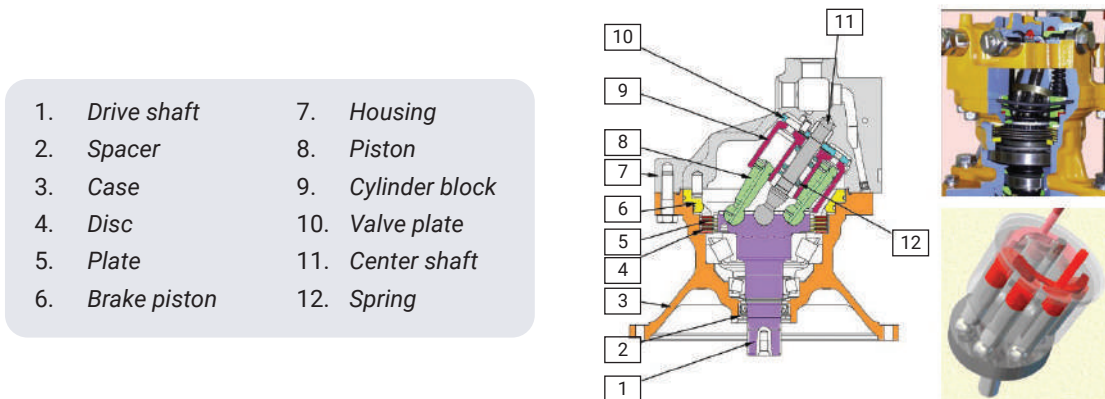 1. Drive shaft
2. Spacer
3. Case
4. Disc
5. Plate
6. Brake piston
7. Housing
8. Piston
9. Cylinder block
10. Valve plate
11. Center shaft
12. Spring
11
10
9
8
7
6
5
4
3
2
1
12